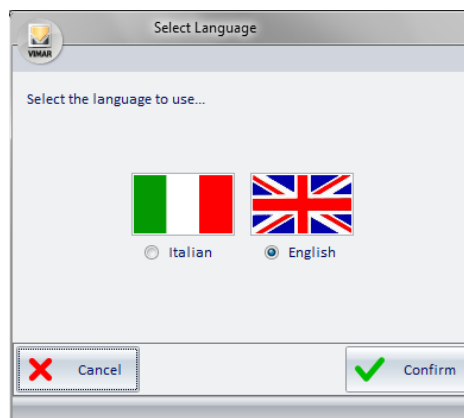 Select Language
VIMAR
Select the language to use...
Italian
English
Cancel
Confirm